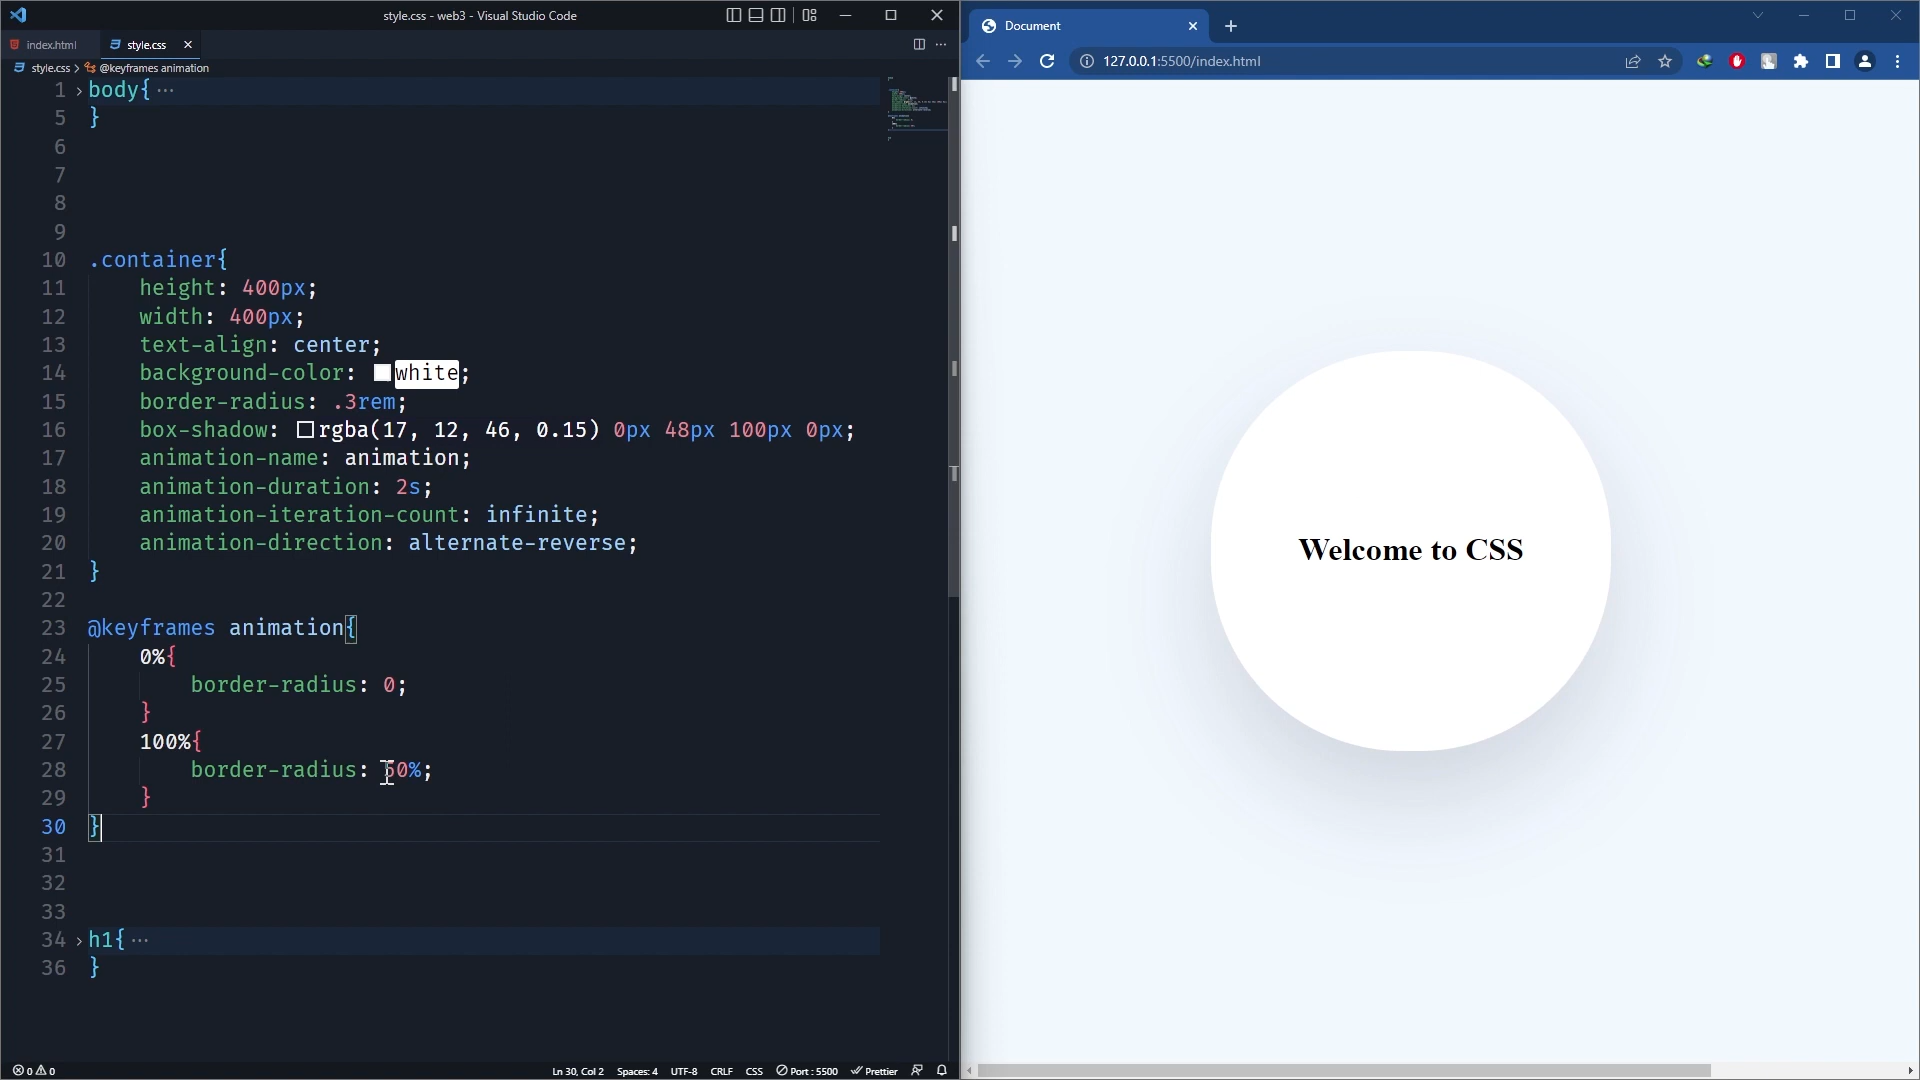 style.css - web3 - Visual Studio Code
index.html
style.css
style.css > @keyframes animation
1 body{ ···
5 }
6
7
8
9
10 .container{
11 height: 400px;
12 width: 400px;
13 text-align: center;
14 background-color: white;
15 border-radius: .3rem;
16 box-shadow: rgba(17, 12, 46, 0.15) 0px 48px 100px 0px;
17 animation-name: animation;
18 animation-duration: 2s;
19 animation-iteration-count: infinite;
20 animation-direction: alternate-reverse;
21 }
22
23 @keyframes animation{
24 0%{
25 border-radius: 0;
26 }
27 100%{
28 border-radius: 50%;
29 }
30 }
31
32
33
34 h1{ ···
36 }
0 0
Ln 30, Col 2 Spaces: 4 UTF-8 CRLF CSS Port : 5500 Prettier
Document
127.0.0.1:5500/index.html
Welcome to CSS